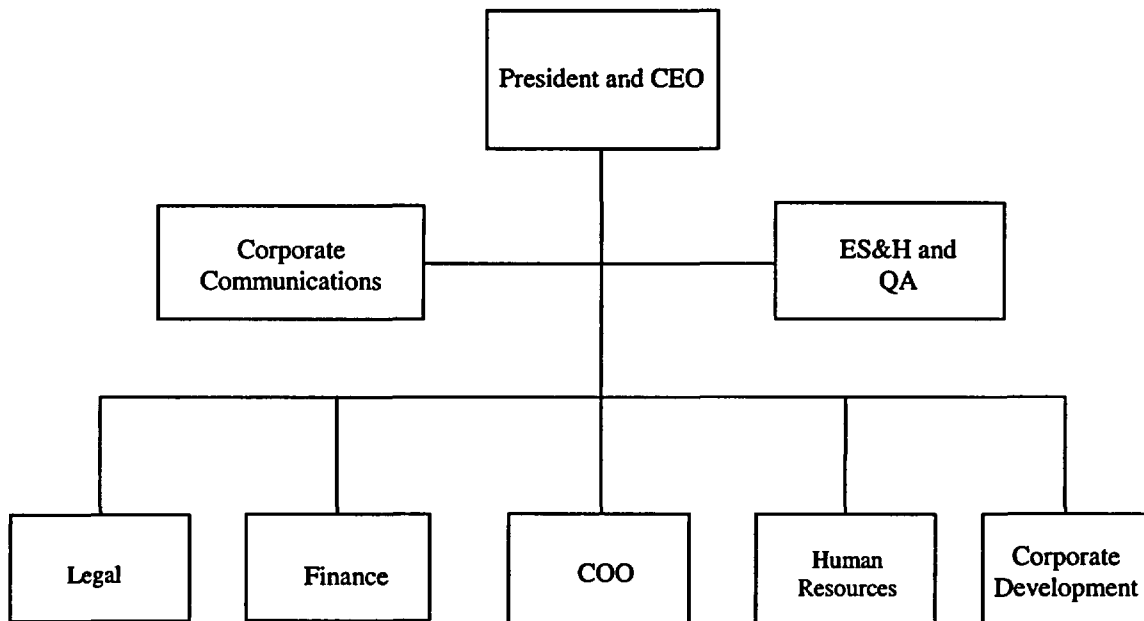 President and CEO
Corporate
Communications
ES&H and
QA
Legal
Finance
COO
Human
Resources
Corporate
Development